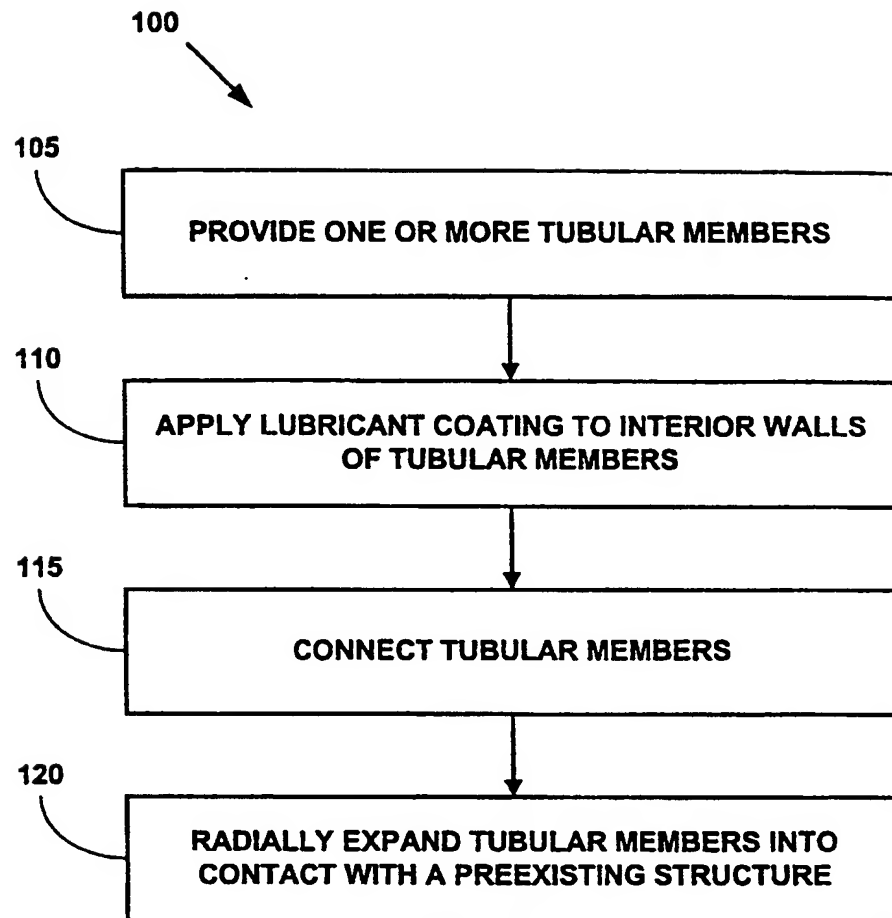 100
105
PROVIDE ONE OR MORE TUBULAR MEMBERS
110
APPLY LUBRICANT COATING TO INTERIOR WALLS
OF TUBULAR MEMBERS
115
CONNECT TUBULAR MEMBERS
120
RADIALLY EXPAND TUBULAR MEMBERS INTO
CONTACT WITH A PREEXISTING STRUCTURE